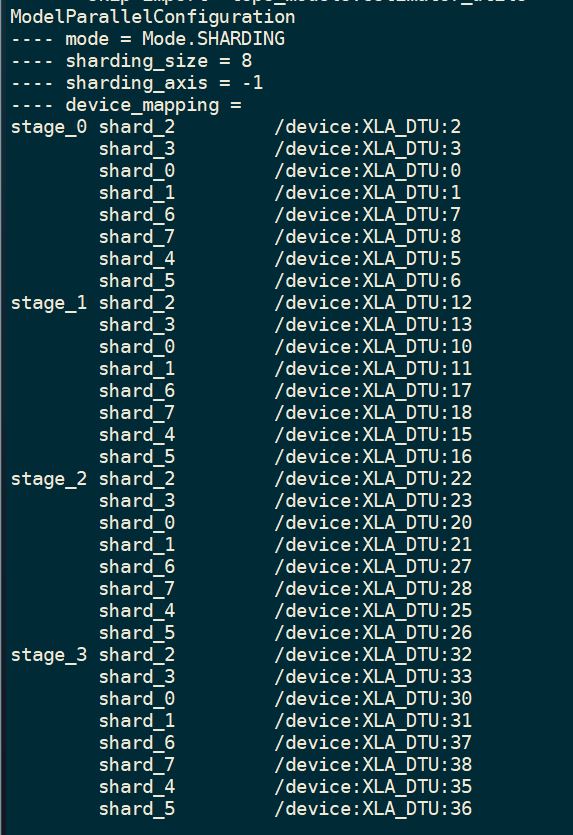 ModelParallelConfiguration
---- mode = Mode.SHARDING
---- sharding_size = 8
---- sharding_axis = -1
---- device_mapping =
stage_0 shard_2 /device:XLA_DTU:2
shard_3 /device:XLA_DTU:3
shard_0 /device:XLA_DTU:0
shard_1 /device:XLA_DTU:1
shard_6 /device:XLA_DTU:7
shard_7 /device:XLA_DTU:8
shard_4 /device:XLA_DTU:5
shard_5 /device:XLA_DTU:6
stage_1 shard_2 /device:XLA_DTU:12
shard_3 /device:XLA_DTU:13
shard_0 /device:XLA_DTU:10
shard_1 /device:XLA_DTU:11
shard_6 /device:XLA_DTU:17
shard_7 /device:XLA_DTU:18
shard_4 /device:XLA_DTU:15
shard_5 /device:XLA_DTU:16
stage_2 shard_2 /device:XLA_DTU:22
shard_3 /device:XLA_DTU:23
shard_0 /device:XLA_DTU:20
shard_1 /device:XLA_DTU:21
shard_6 /device:XLA_DTU:27
shard_7 /device:XLA_DTU:28
shard_4 /device:XLA_DTU:25
shard_5 /device:XLA_DTU:26
stage_3 shard_2 /device:XLA_DTU:32
shard_3 /device:XLA_DTU:33
shard_0 /device:XLA_DTU:30
shard_1 /device:XLA_DTU:31
shard_6 /device:XLA_DTU:37
shard_7 /device:XLA_DTU:38
shard_4 /device:XLA_DTU:35
shard_5 /device:XLA_DTU:36